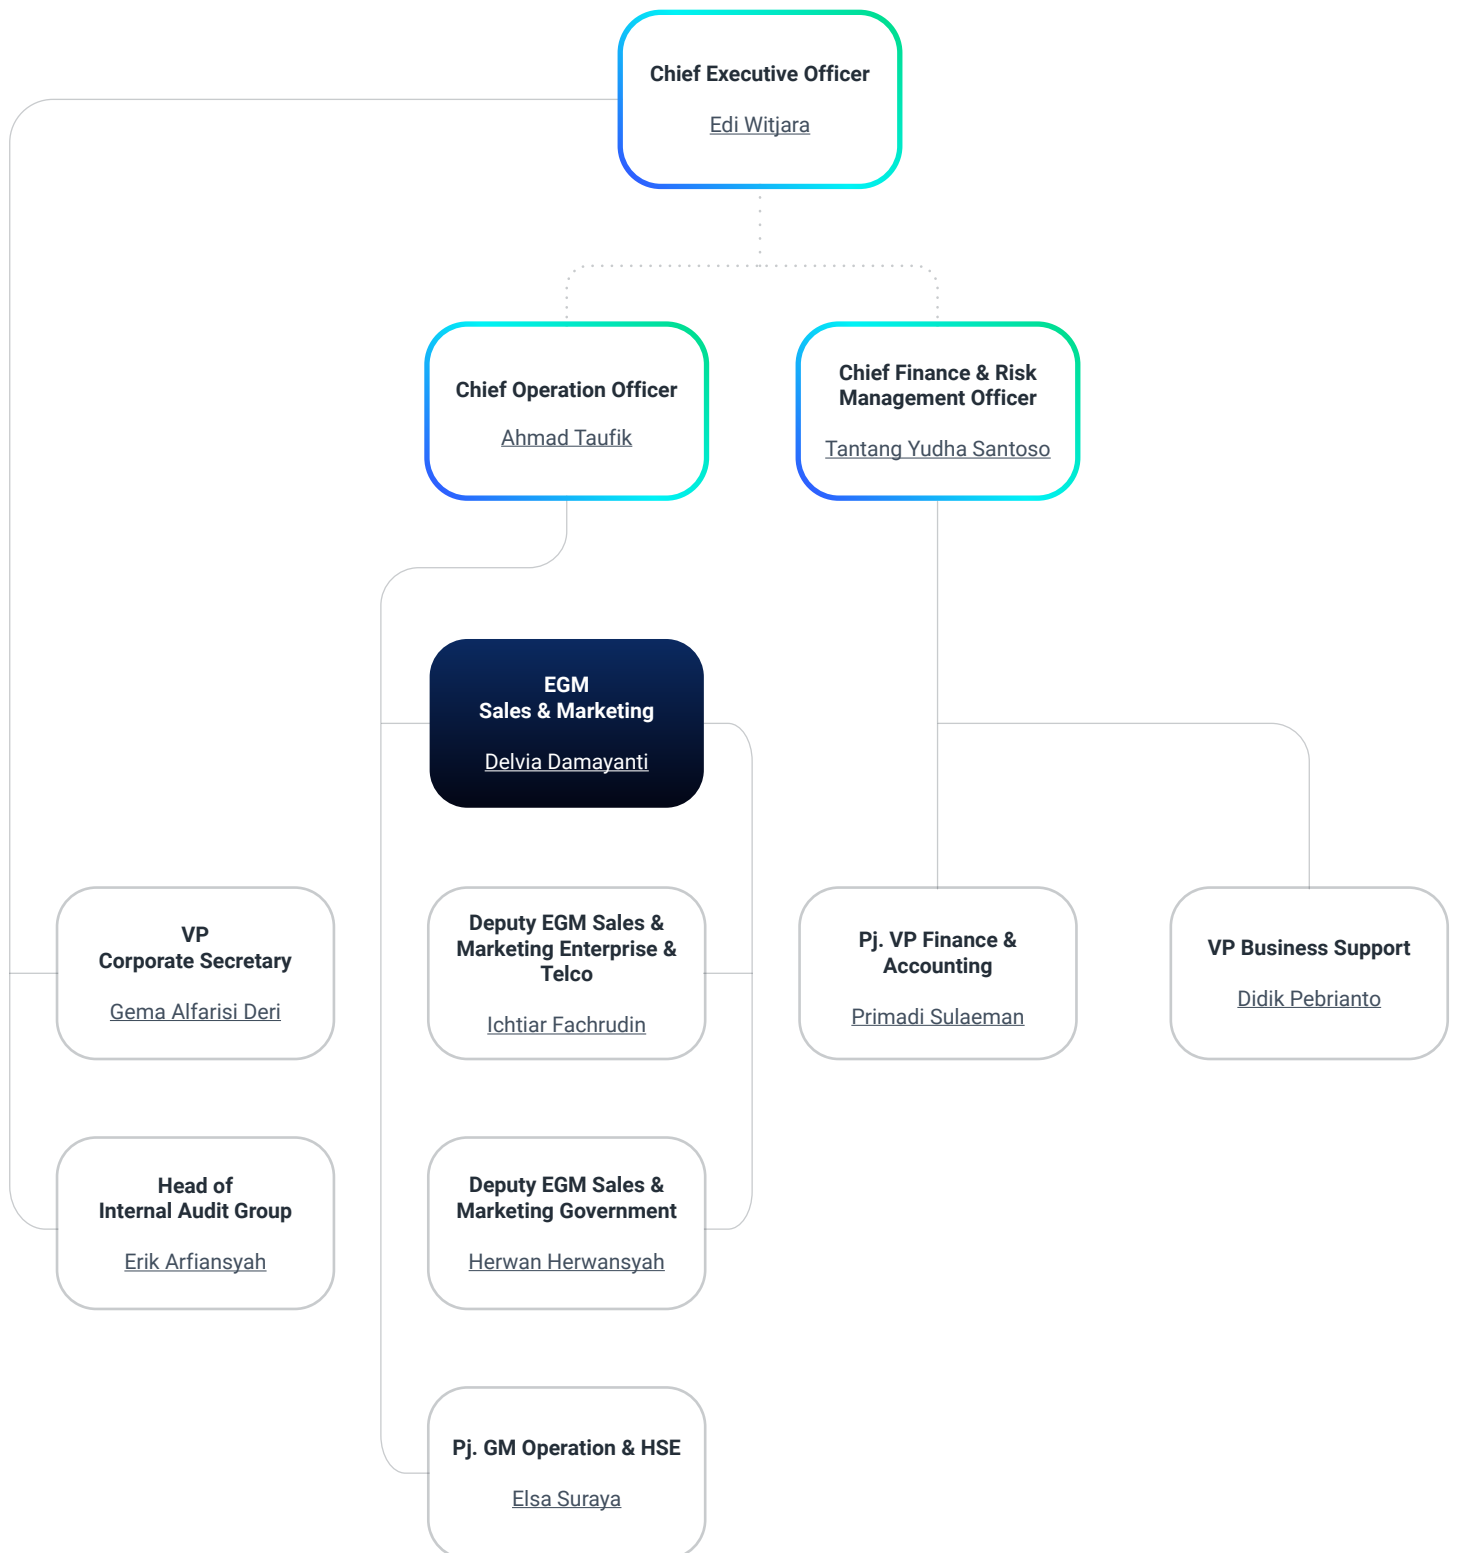 Chief Executive Officer
Edi Witjara
Chief Operation Officer
Ahmad Taufik
Chief Finance & Risk
Management Officer
Tantang Yudha Santoso
EGM
Sales & Marketing
Delvia Damayanti
VP
Corporate Secretary
Gema Alfarisi Deri
Deputy EGM Sales &
Marketing Enterprise &
Telco
Ichtiar Fachrudin
Pj. VP Finance &
Accounting
Primadi Sulaeman
VP Business Support
Didik Pebrianto
Head of
Internal Audit Group
Erik Arfiansyah
Deputy EGM Sales &
Marketing Government
Herwan Herwansyah
Pj. GM Operation & HSE
Elsa Suraya